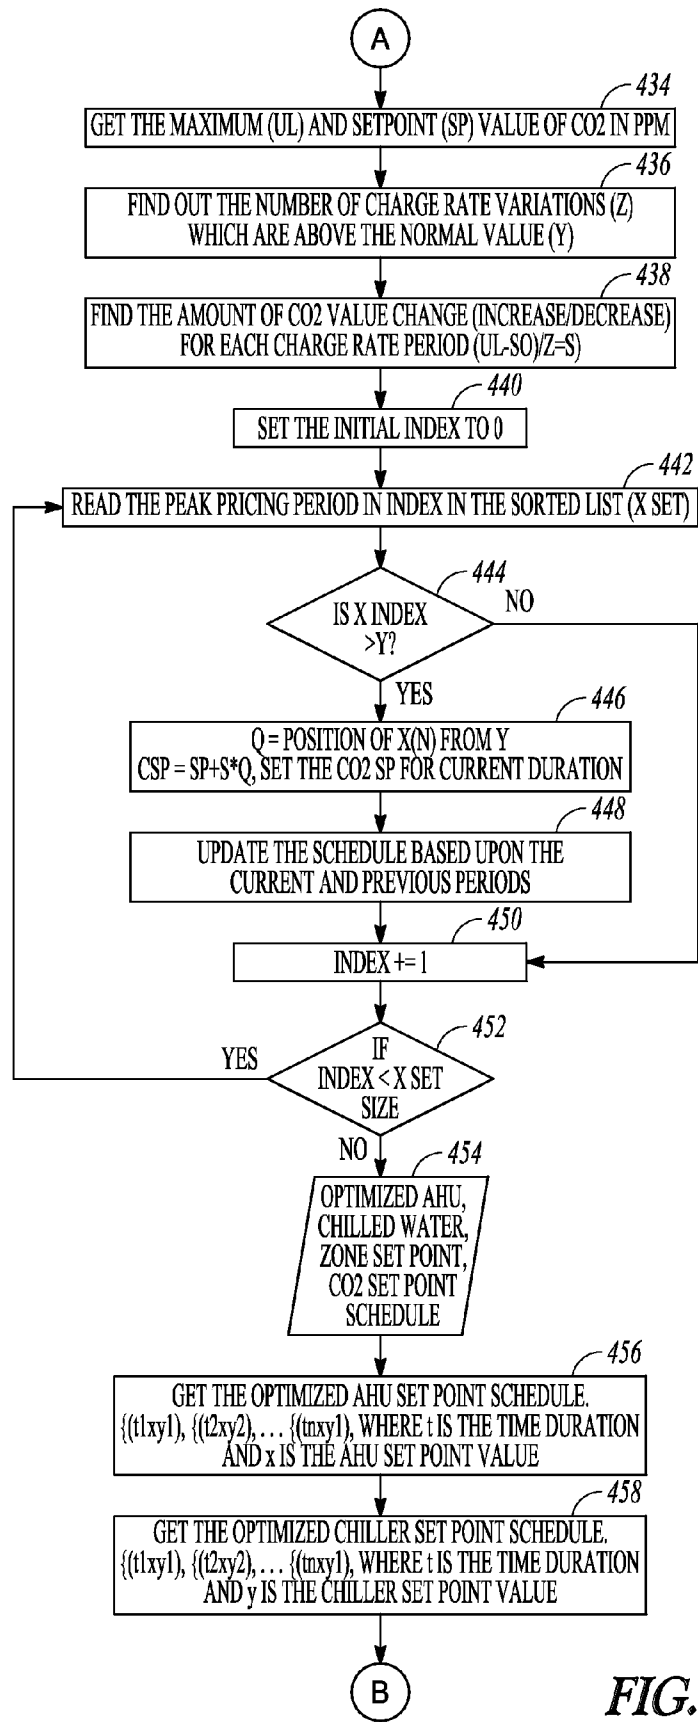 A
434
GET THE MAXIMUM (UL) AND SETPOINT (SP) VALUE OF CO2 IN PPM
436
FIND OUT THE NUMBER OF CHARGE RATE VARIATIONS (Z)
WHICH ARE ABOVE THE NORMAL VALUE (Y)
438
FIND THE AMOUNT OF CO2 VALUE CHANGE (INCREASE/DECREASE)
FOR EACH CHARGE RATE PERIOD (UL-SO)/Z=S)
440
SET THE INITIAL INDEX TO 0
442
READ THE PEAK PRICING PERIOD IN INDEX IN THE SORTED LIST (X SET)
444
IS X INDEX
>Y?
NO
YES
446
Q = POSITION OF X(N) FROM Y
CSP = SP+S*Q, SET THE CO2 SP FOR CURRENT DURATION
448
UPDATE THE SCHEDULE BASED UPON THE
CURRENT AND PREVIOUS PERIODS
450
INDEX += 1
452
IF
INDEX < X SET
SIZE
YES
NO
454
OPTIMIZED AHU,
CHILLED WATER,
ZONE SET POINT,
CO2 SET POINT
SCHEDULE
456
GET THE OPTIMIZED AHU SET POINT SCHEDULE.
{(t1xy1), {(t2xy2), ... {(tnxy1), WHERE t IS THE TIME DURATION
AND x IS THE AHU SET POINT VALUE
458
GET THE OPTIMIZED CHILLER SET POINT SCHEDULE.
{(t1xy1), {(t2xy2), ... {(tnxy1), WHERE t IS THE TIME DURATION
AND y IS THE CHILLER SET POINT VALUE
B
FIG.